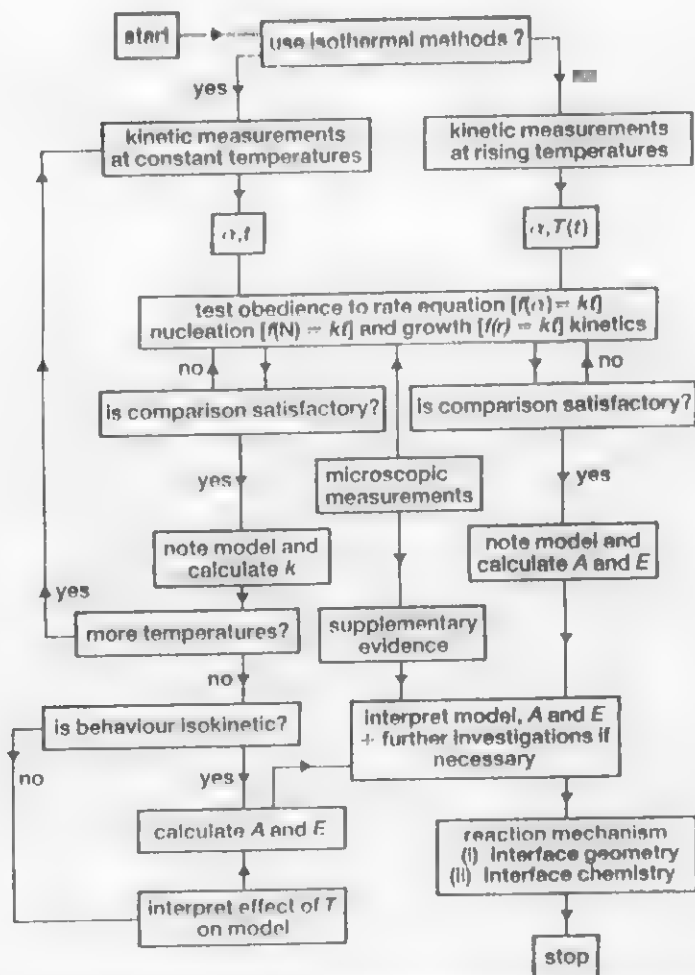 start
use isothermal methods ?
yes
kinetic measurements
at constant temperatures
kinetic measurements
at rising temperatures
α,t
α,T(t)
test obedience to rate equation [f(α) = kt]
nucleation [f(N) = kt] and growth [f(r) = kt] kinetics
no
no
is comparison satisfactory?
is comparison satisfactory?
yes
microscopic
measurements
yes
note model and
calculate k
note model and
calculate A and E
yes
more temperatures?
supplementary
evidence
no
is behaviour isokinetic?
interpret model, A and E
+ further investigations if
necessary
no
yes
calculate A and E
reaction mechanism
(i) Interface geometry
(ii) Interface chemistry
interpret effect of T
on model
stop